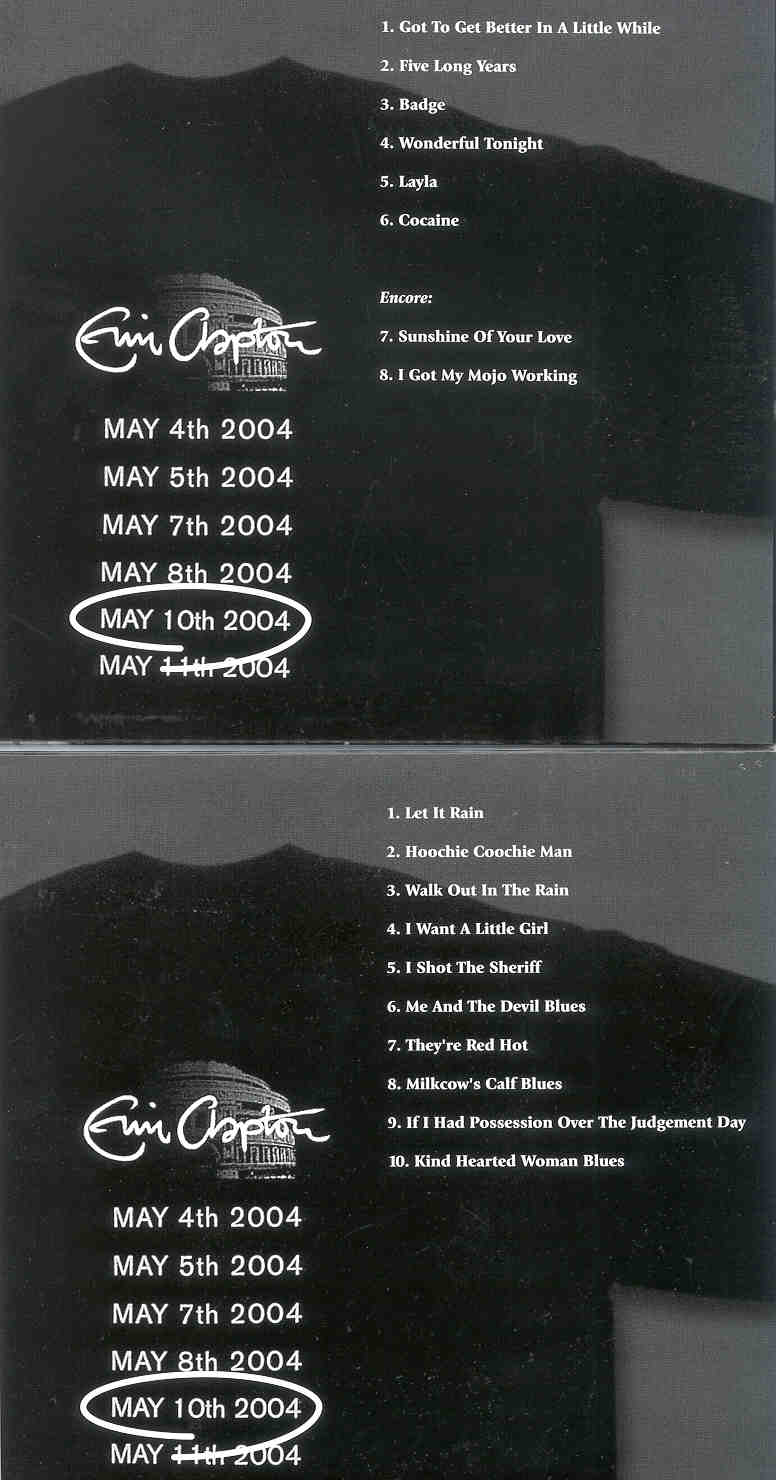 1. Got To Get Better In A Little While
2. Five Long Years
3. Badge
4. Wonderful Tonight
5. Layla
6. Cocaine
Encore:
7. Sunshine Of Your Love
8. I Got My Mojo Working
Eric Clapton
MAY 4th 2004
MAY 5th 2004
MAY 7th 2004
MAY 8th 2004
MAY 10th 2004
MAY 11th 2004
1. Let It Rain
2. Hoochie Coochie Man
3. Walk Out In The Rain
4. I Want A Little Girl
5. I Shot The Sheriff
6. Me And The Devil Blues
7. They're Red Hot
8. Milkcow's Calf Blues
9. If I Had Possession Over The Judgement Day
10. Kind Hearted Woman Blues
Eric Clapton
MAY 4th 2004
MAY 5th 2004
MAY 7th 2004
MAY 8th 2004
MAY 10th 2004
MAY 11th 2004